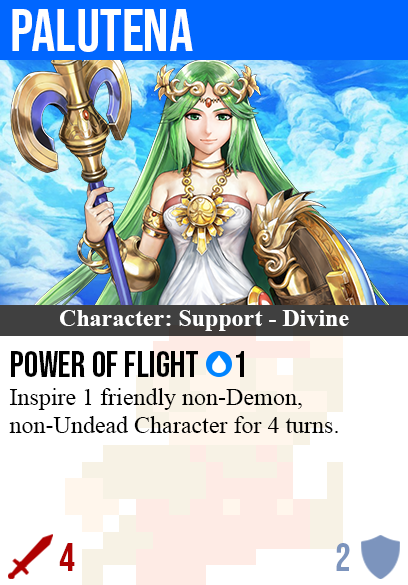 PALUTENA
Character: Support - Divine
POWER OF FLIGHT 1
Inspire 1 friendly non-Demon,
non-Undead Character for 4 turns.
4 2